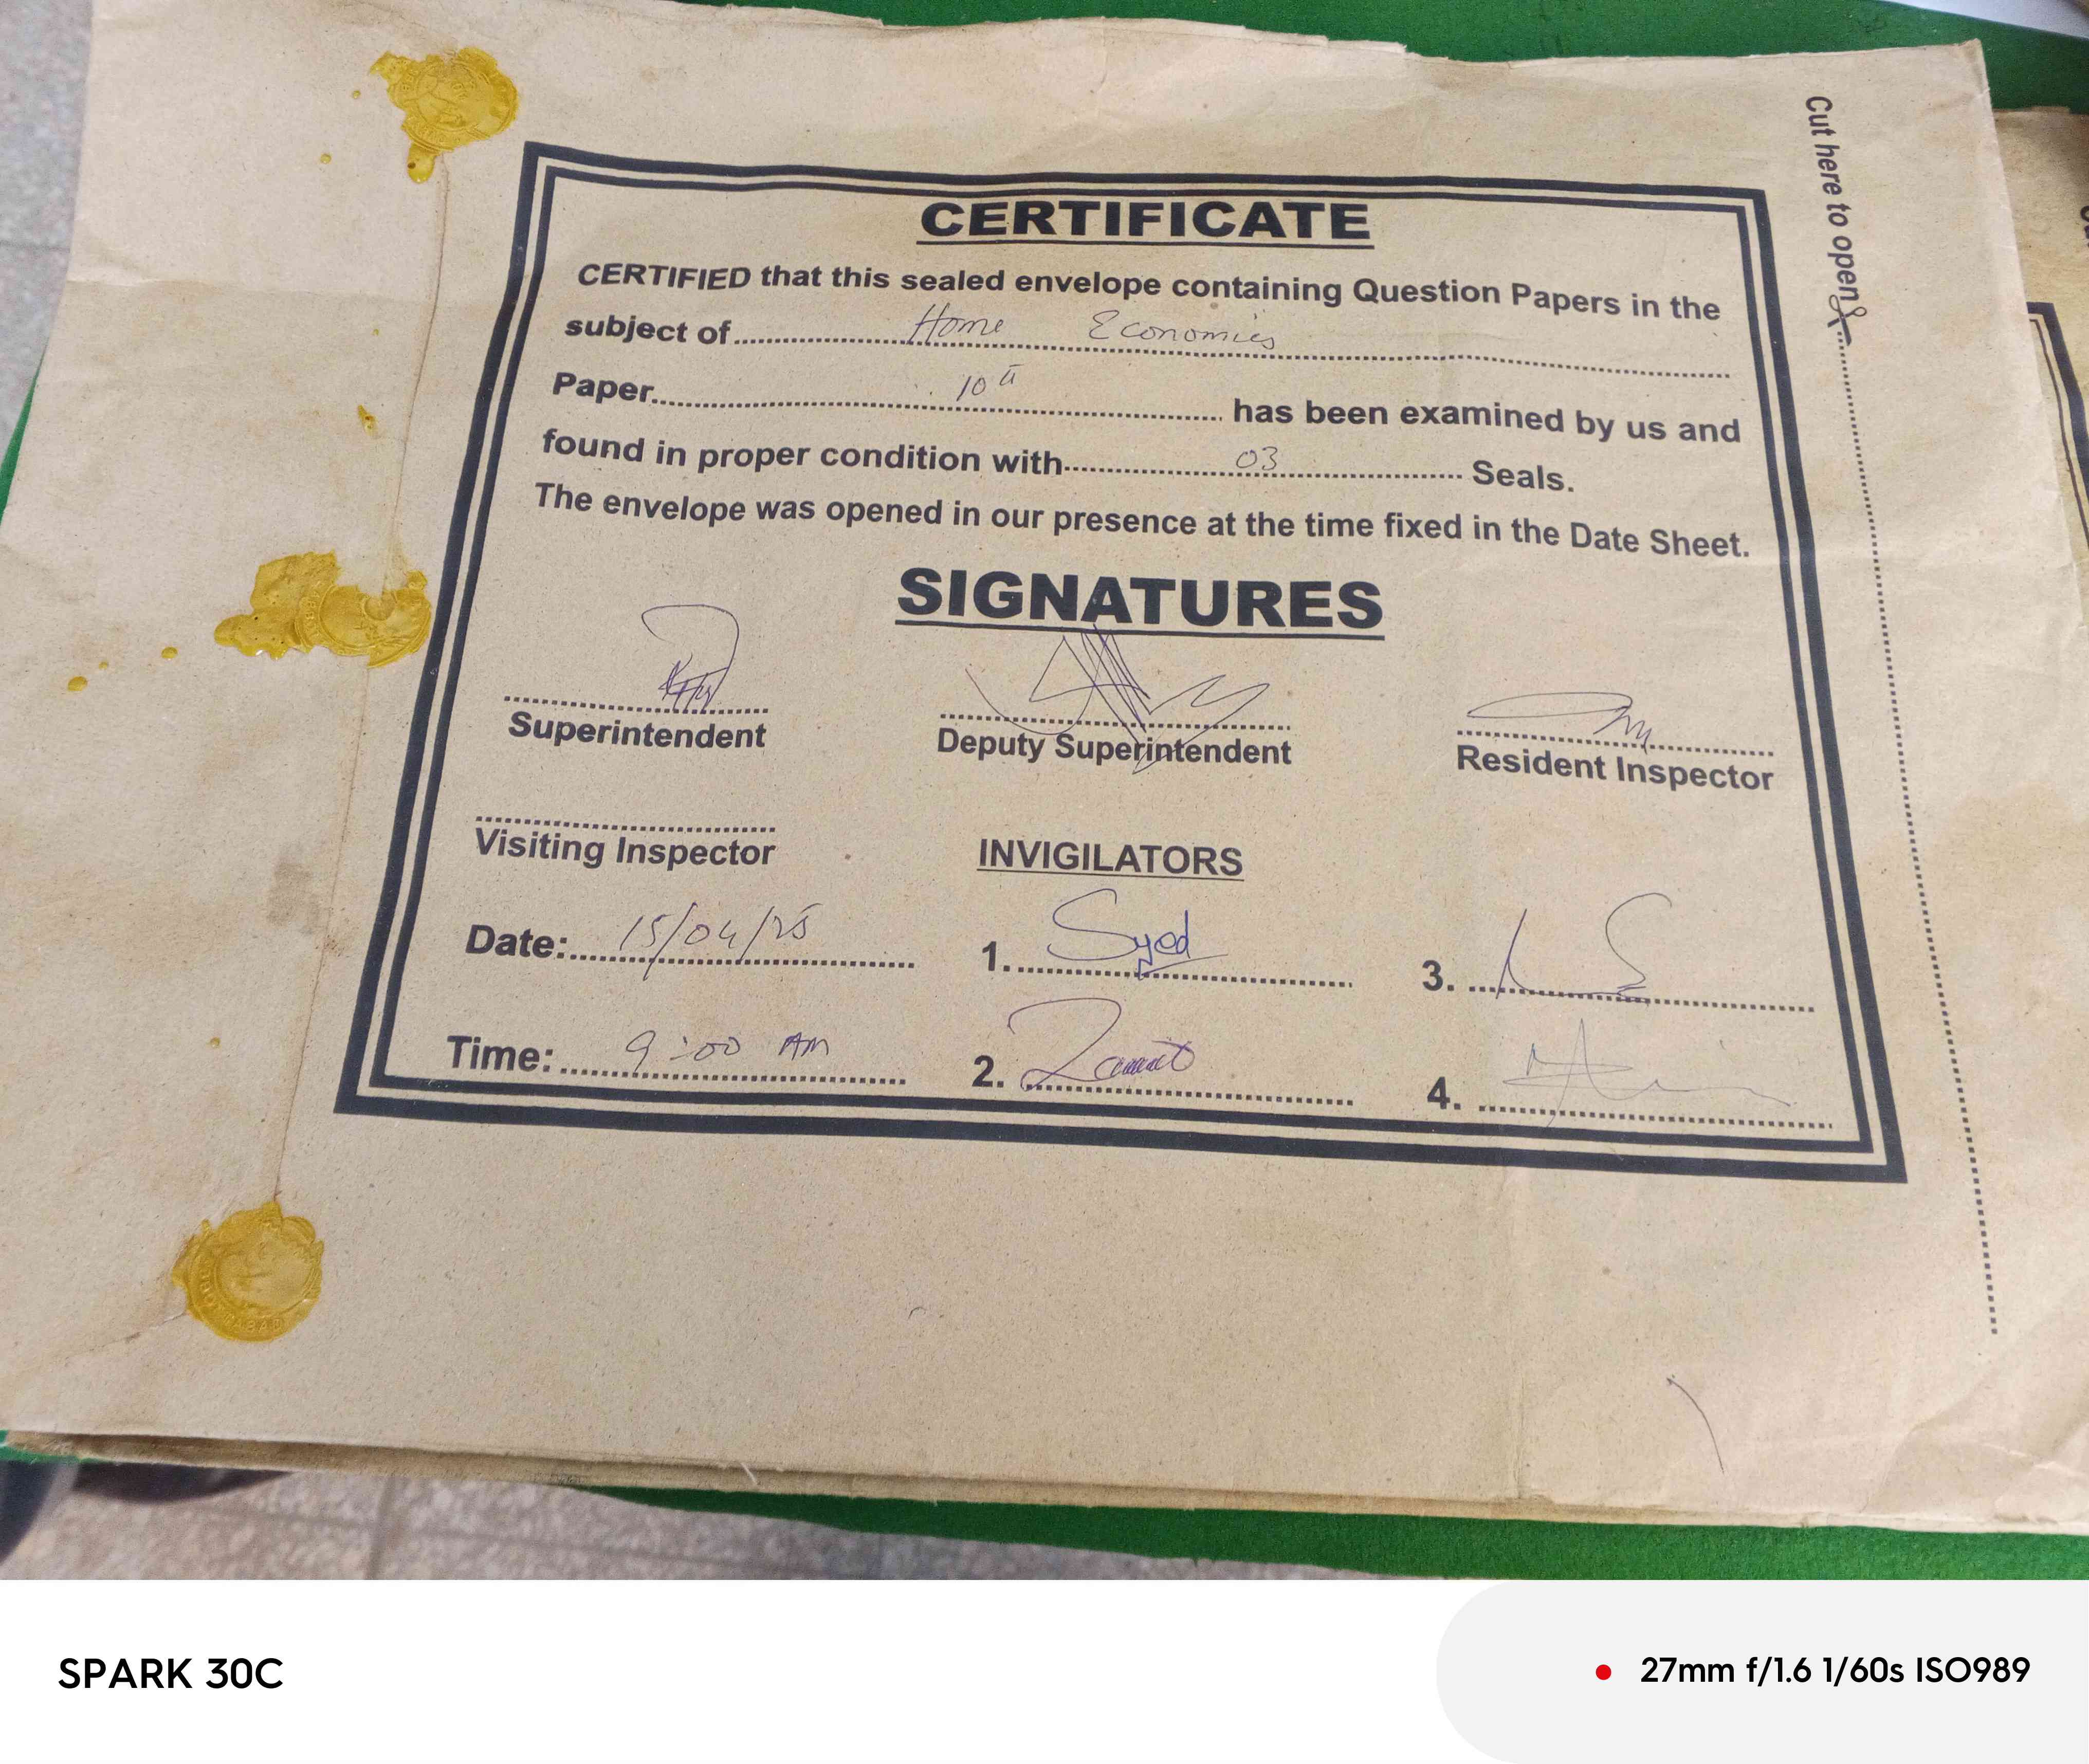 CERTIFICATE
CERTIFIED that this sealed envelope containing Question Papers in the
subject of Home Economics
Paper 10th has been examined by us and
found in proper condition with 03 Seals.
The envelope was opened in our presence at the time fixed in the Date Sheet.
SIGNATURES
Superintendent
Deputy Superintendent
Resident Inspector
Visiting Inspector
INVIGILATORS
Date: 15/04/25
1. Syed
3.
Time: 9:00 AM
2.
4.
Cut here to open
SPARK 30C
27mm f/1.6 1/60s ISO989